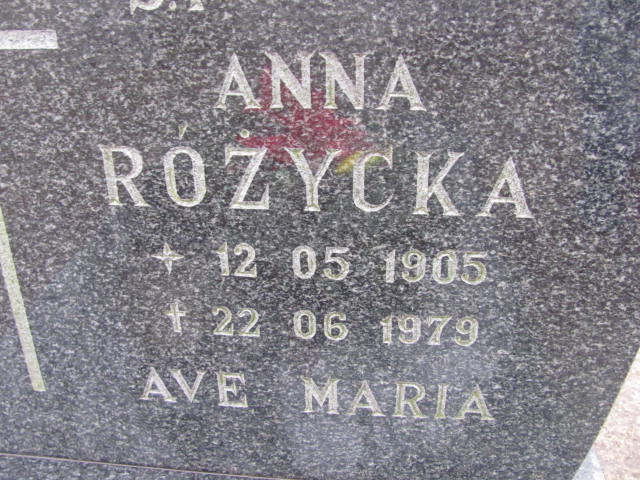 ANNA
RÓŻYCKA
12 05 1905
† 22 06 1979
AVE MARIA